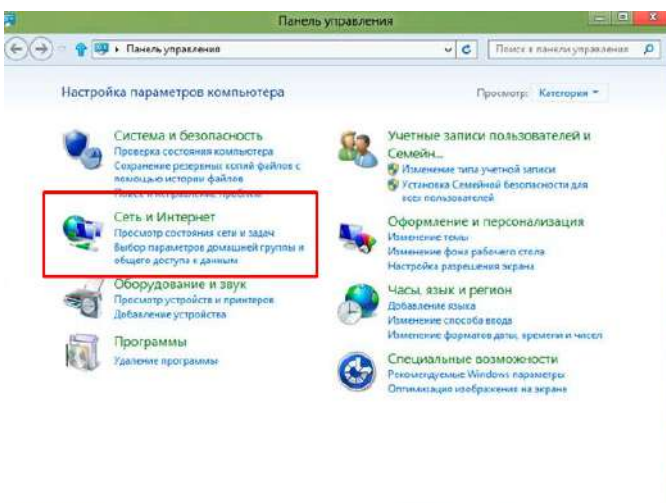 Панель управления
Панель управления
Поиск в панели управления
Настройка параметров компьютера
Просмотр: Категория
Система и безопасность
Проверка состояния компьютера
Сохранение резервных копий файлов с
помощью истории файлов
Поиск и исправление проблем
Сеть и Интернет
Просмотр состояния сети и задач
Выбор параметров домашней группы и
общего доступа к данным
Оборудование и звук
Просмотр устройств и принтеров
Добавление устройства
Программы
Удаление программы
Учетные записи пользователей и
Семейн...
Изменение типа учетной записи
Установка Семейной безопасности для
всех пользователей
Оформление и персонализация
Изменение темы
Изменение фона рабочего стола
Настройка разрешения экрана
Часы, язык и регион
Добавление языка
Изменение способа ввода
Изменение форматов даты, времени и чисел
Специальные возможности
Рекомендуемые Windows параметры
Оптимизация изображения на экране